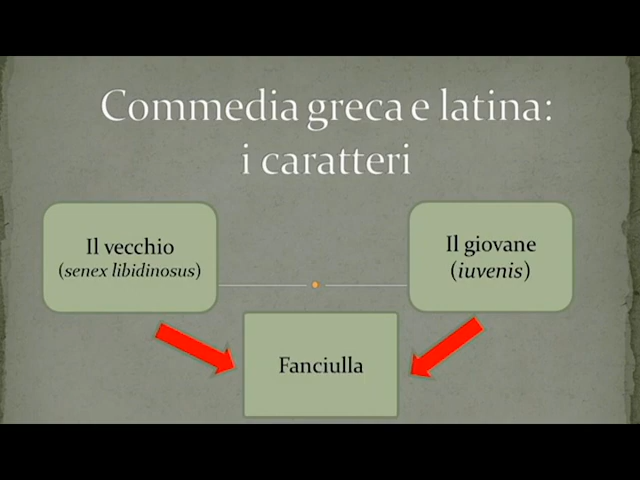 Commedia greca e latina:
i caratteri
Il vecchio
(senex libidinosus)
Il giovane
(iuvenis)
Fanciulla